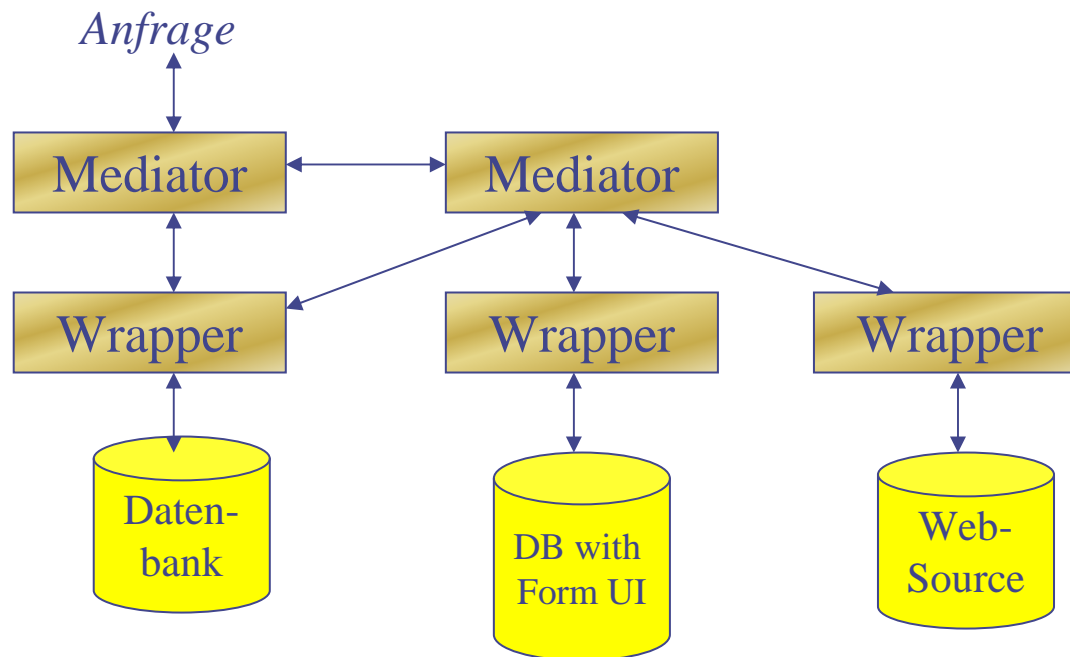 Anfrage
Mediator
Mediator
Wrapper
Wrapper
Wrapper
Daten-
bank
DB with
Form UI
Web-
Source